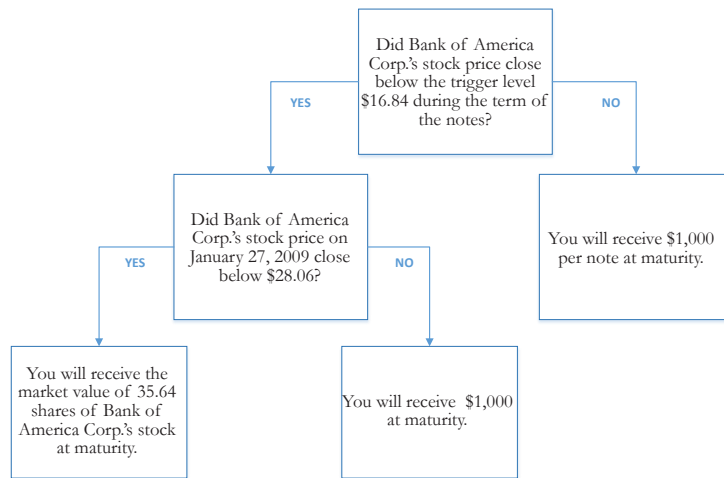 Did Bank of America
Corp.'s stock price close
below the trigger level
$16.84 during the term of
the notes?
YES
NO
Did Bank of America
Corp.'s stock price on
January 27, 2009 close
below $28.06?
You will receive $1,000
per note at maturity.
YES
NO
You will receive the
market value of 35.64
shares of Bank of
America Corp.'s stock
at maturity.
You will receive $1,000
at maturity.